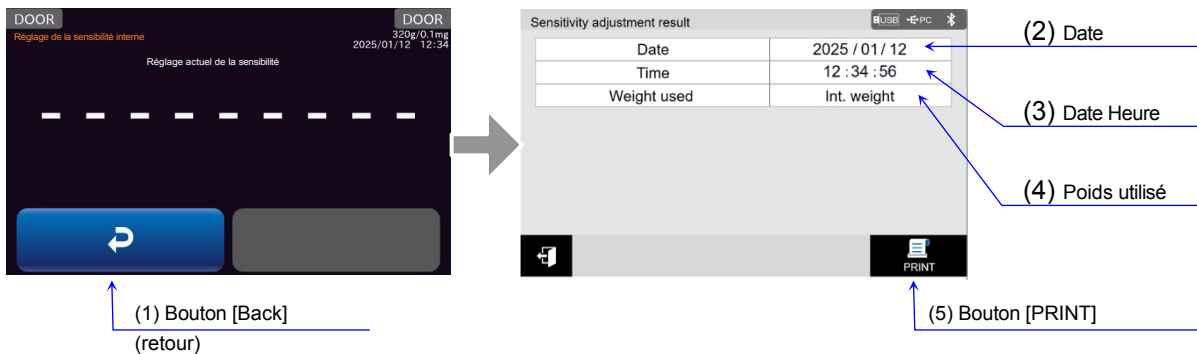 DOOR
DOOR
Réglage de la sensibilité interne
320g/0.1mg
2025/01/12 12:34
Réglage actuel de la sensibilité
(1) Bouton [Back]
(retour)
Sensitivity adjustment result
USB PC
Date 2025 / 01 / 12
Time 12 : 34 : 56
Weight used Int. weight
PRINT
(2) Date
(3) Date Heure
(4) Poids utilisé
(5) Bouton [PRINT]